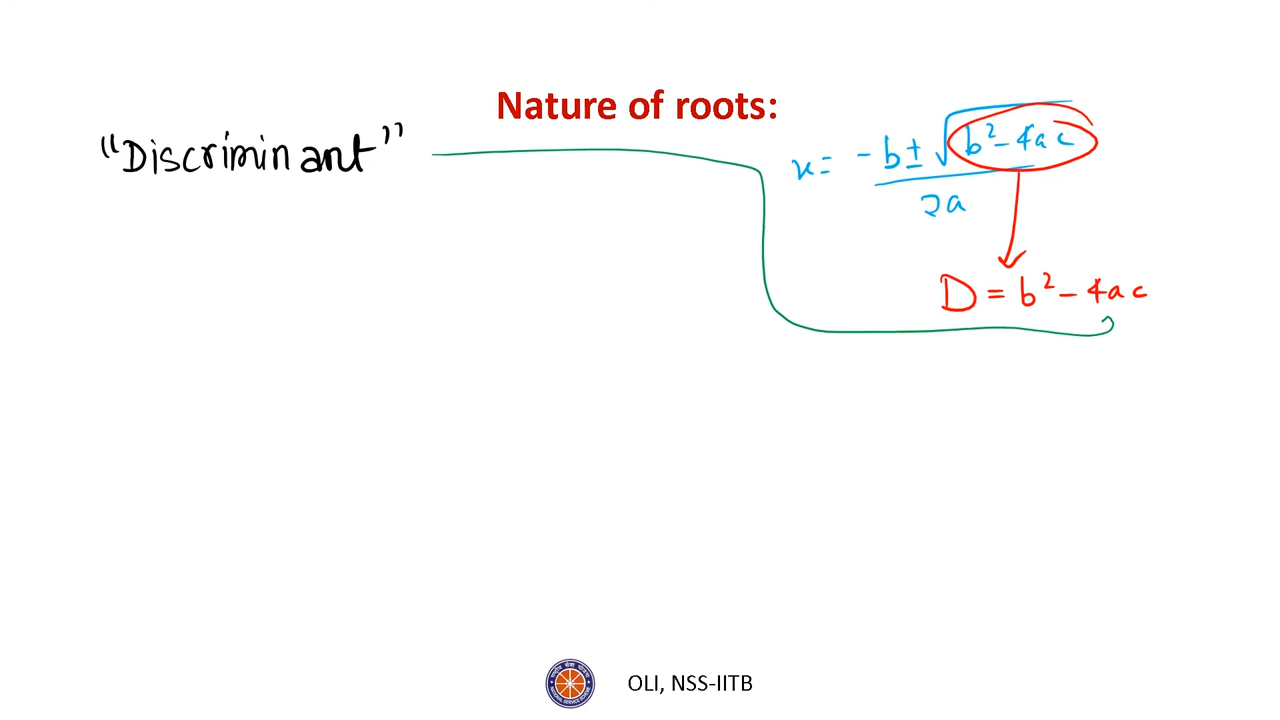 Nature of roots:
"Discriminant"
x = -b ± √b² - 4ac
2a
D = b² - 4ac
OLI, NSS-IITB